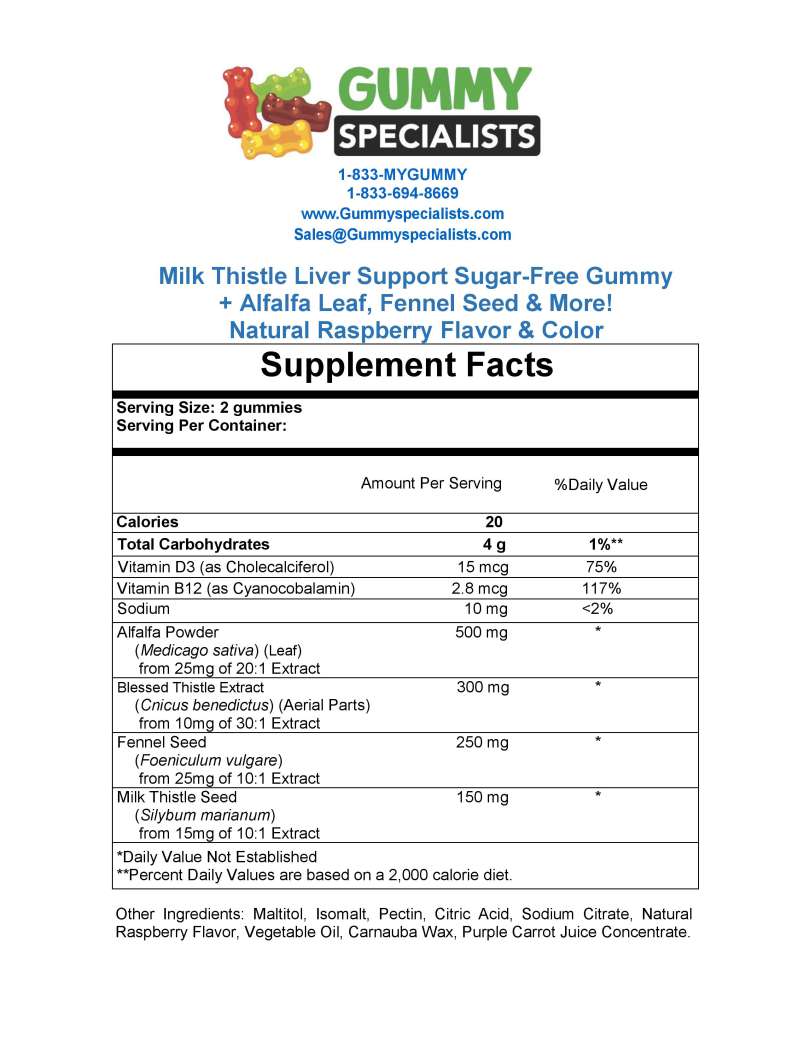 GUMMY
SPECIALISTS
1-833-MYGUMMY
1-833-694-8669
www.Gummyspecialists.com
Sales@Gummyspecialists.com
Milk Thistle Liver Support Sugar-Free Gummy
+ Alfalfa Leaf, Fennel Seed & More!
Natural Raspberry Flavor & Color
Supplement Facts
Serving Size: 2 gummies
Serving Per Container:
Amount Per Serving %Daily Value
Calories 20
Total Carbohydrates 4 g 1%**
Vitamin D3 (as Cholecalciferol) 15 mcg 75%
Vitamin B12 (as Cyanocobalamin) 2.8 mcg 117%
Sodium 10 mg <2%
Alfalfa Powder 500 mg *
(Medicago sativa) (Leaf)
from 25mg of 20:1 Extract
Blessed Thistle Extract 300 mg *
(Cnicus benedictus) (Aerial Parts)
from 10mg of 30:1 Extract
Fennel Seed 250 mg *
(Foeniculum vulgare)
from 25mg of 10:1 Extract
Milk Thistle Seed 150 mg *
(Silybum marianum)
from 15mg of 10:1 Extract
*Daily Value Not Established
**Percent Daily Values are based on a 2,000 calorie diet.
Other Ingredients: Maltitol, Isomalt, Pectin, Citric Acid, Sodium Citrate, Natural
Raspberry Flavor, Vegetable Oil, Carnauba Wax, Purple Carrot Juice Concentrate.